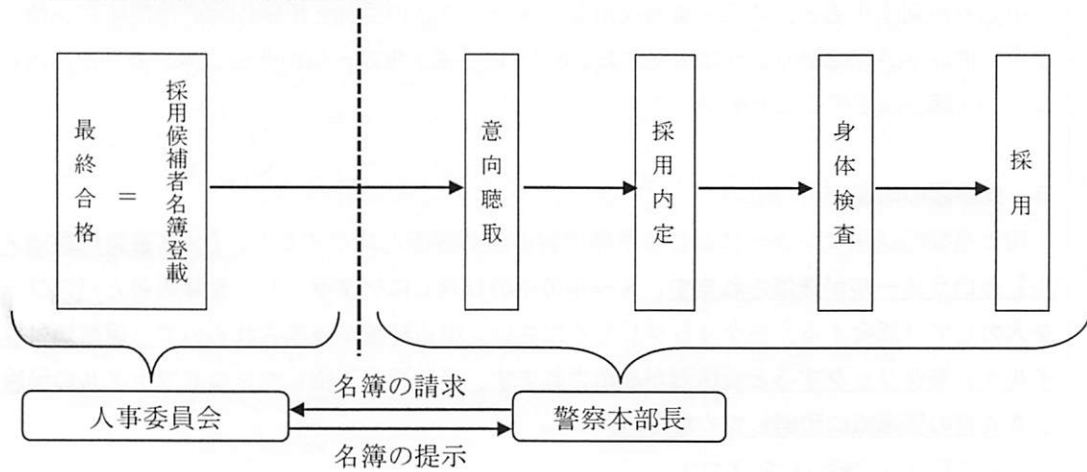 最終合格
＝
採用候補者名簿登載
意向聴取
採用内定
身体検査
採用
人事委員会
名簿の請求
名簿の提示
警察本部長